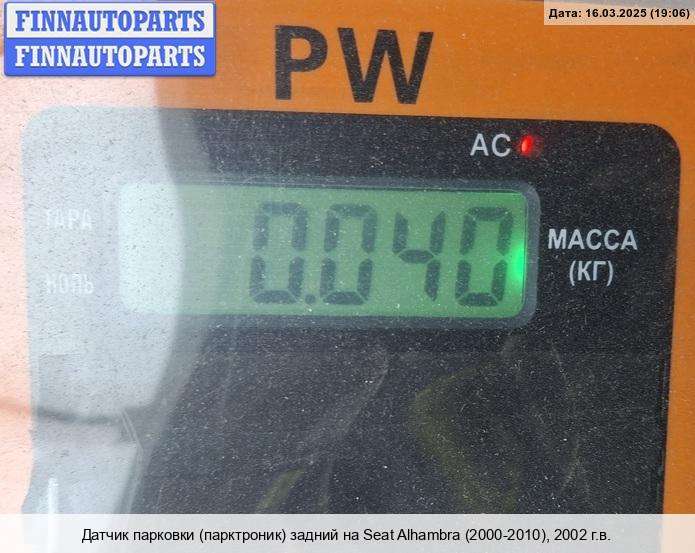 FINNAUTOPARTS
FINNAUTOPARTS
Дата: 16.03.2025 (19:06)
PW
AC
ТАРА
0.040
МАССА
(КГ)
НОЛЬ
Датчик парковки (парктроник) задний на Seat Alhambra (2000-2010), 2002 г.в.